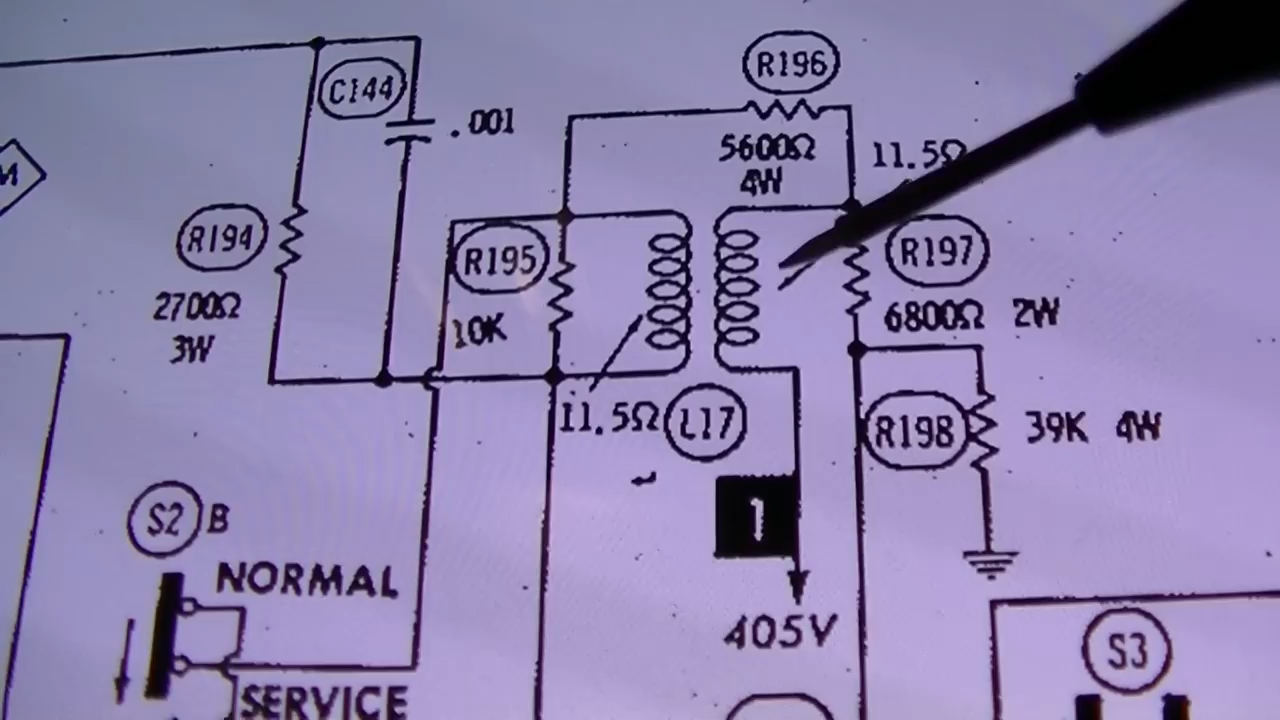 R196
C144
.001
5600Ω
4W
11.5Ω
R194
R195
R197
2700Ω
3W
10K
6800Ω 2W
11.5Ω
L17
R198
39K 4W
1
S2 B
NORMAL
405V
S3
SERVICE